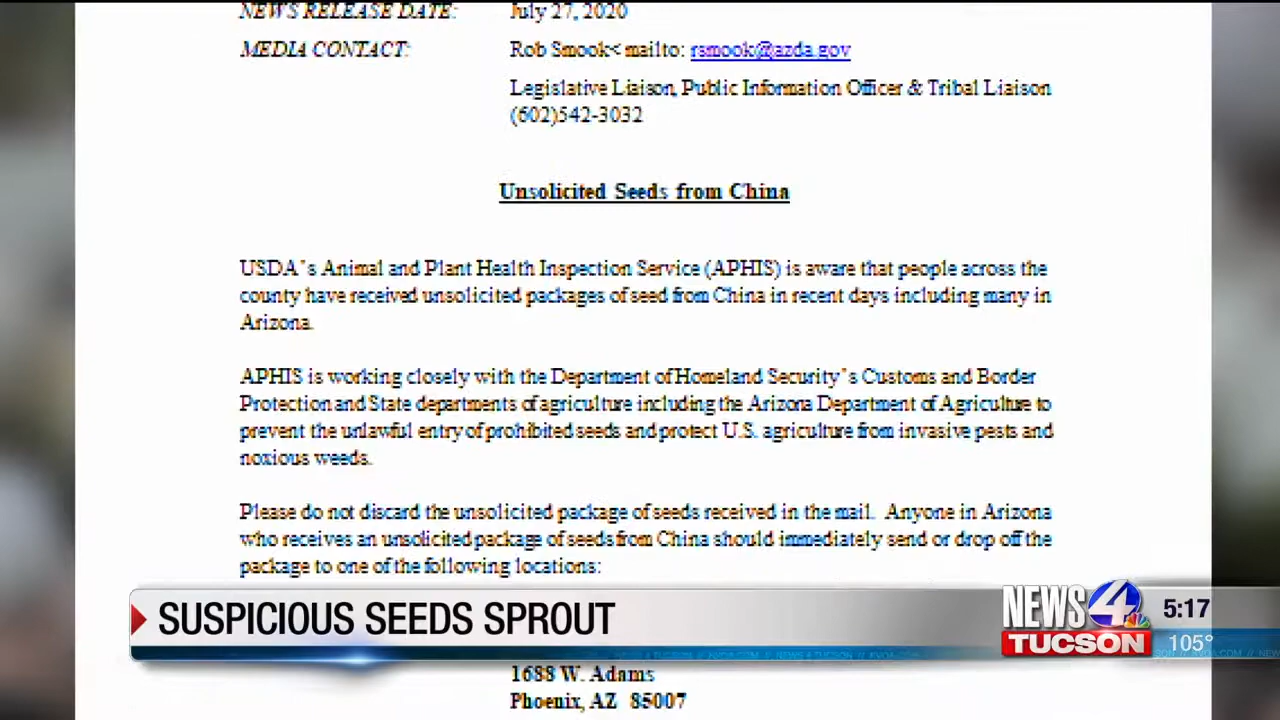 NEWS RELEASE DATE: July 27, 2020
MEDIA CONTACT: Rob Smook< mailto: rsmook@azda.gov
Legislative Liaison, Public Information Officer & Tribal Liaison
(602)542-3032
Unsolicited Seeds from China
USDA's Animal and Plant Health Inspection Service (APHIS) is aware that people across the
county have received unsolicited packages of seed from China in recent days including many in
Arizona.
APHIS is working closely with the Department of Homeland Security's Customs and Border
Protection and State departments of agriculture including the Arizona Department of Agriculture to
prevent the unlawful entry of prohibited seeds and protect U.S. agriculture from invasive pests and
noxious weeds.
Please do not discard the unsolicited package of seeds received in the mail. Anyone in Arizona
who receives an unsolicited package of seeds from China should immediately send or drop off the
package to one of the following locations:
SUSPICIOUS SEEDS SPROUT
NEWS 4
TUCSON
5:17
105°
1688 W. Adams
Phoenix, AZ 85007